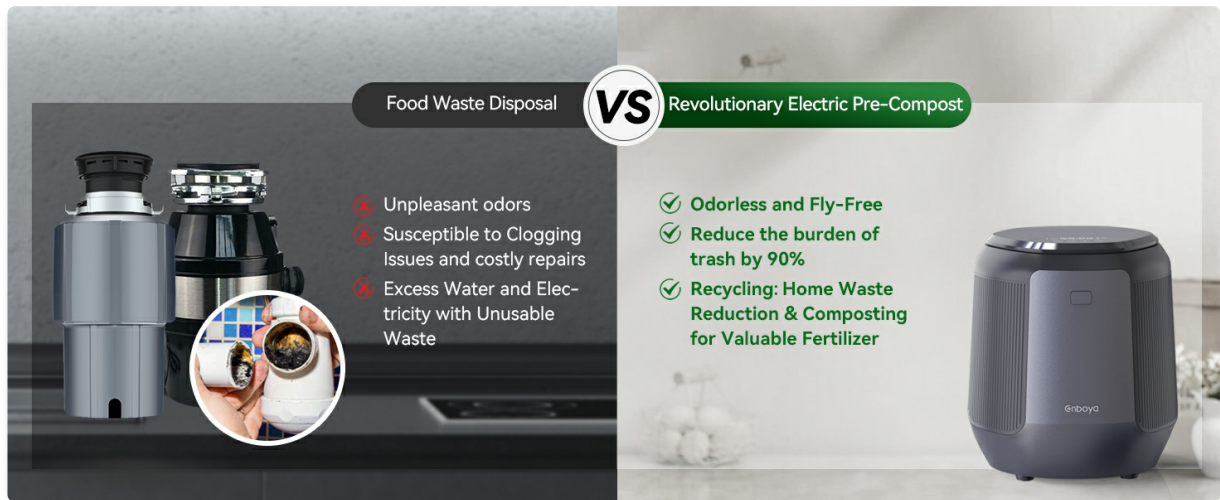 Food Waste Disposal
VS
Revolutionary Electric Pre-Compost
Unpleasant odors
Susceptible to Clogging
Issues and costly repairs
Excess Water and Elec-
tricity with Unusable
Waste
Odorless and Fly-Free
Reduce the burden of
trash by 90%
Recycling: Home Waste
Reduction & Composting
for Valuable Fertilizer
enboya